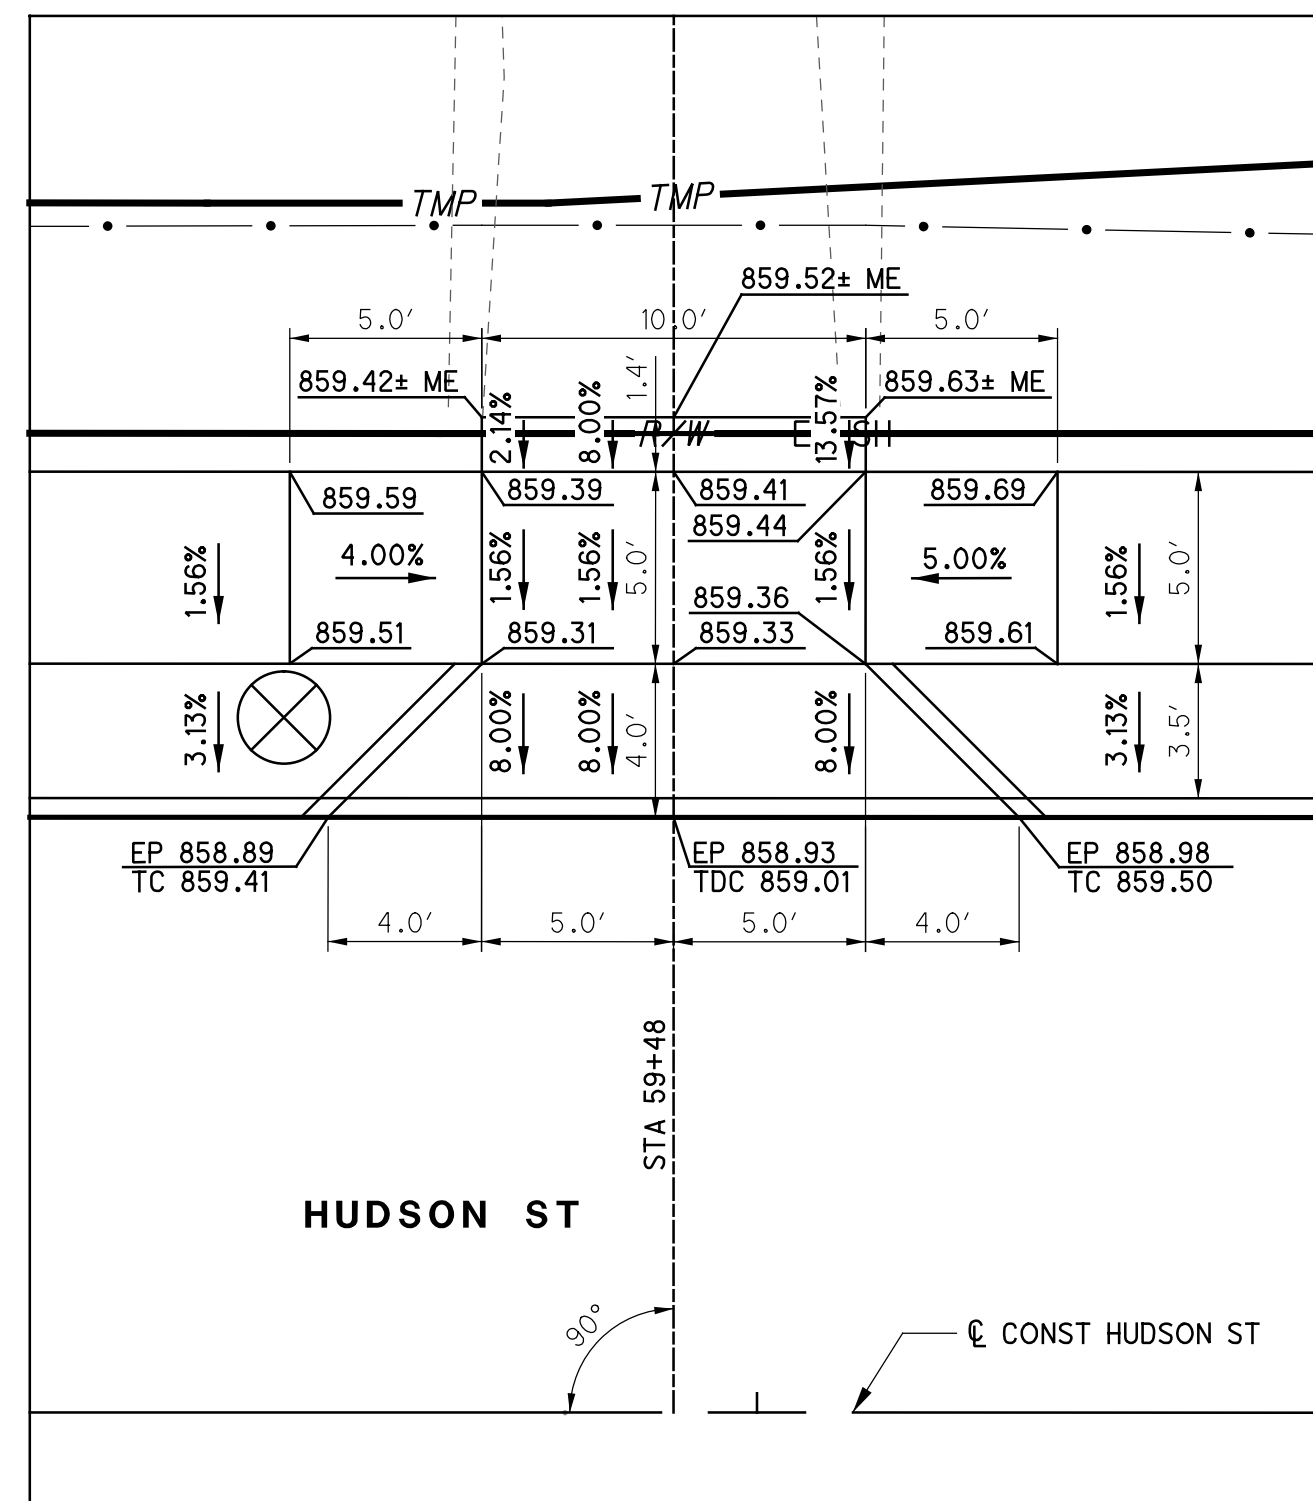 TMP TMP
859.52± ME
5.0′ 10.0′ 5.0′
859.42± ME
859.63± ME
2.14%
8.00%
1.4′
13.57%
R/W
859.59
859.39
859.41
859.69
859.44
1.56%
4.00%
1.56%
1.56%
5.0′
1.56%
5.00%
1.56%
5.0′
859.36
859.51
859.31
859.33
859.61
3.13%
8.00%
8.00%
4.0′
8.00%
3.13%
3.5′
EP 858.89
TC 859.41
EP 858.93
TDC 859.01
EP 858.98
TC 859.50
4.0′ 5.0′ 5.0′ 4.0′
STA 59+48
HUDSON ST
90°
℄ CONST HUDSON ST